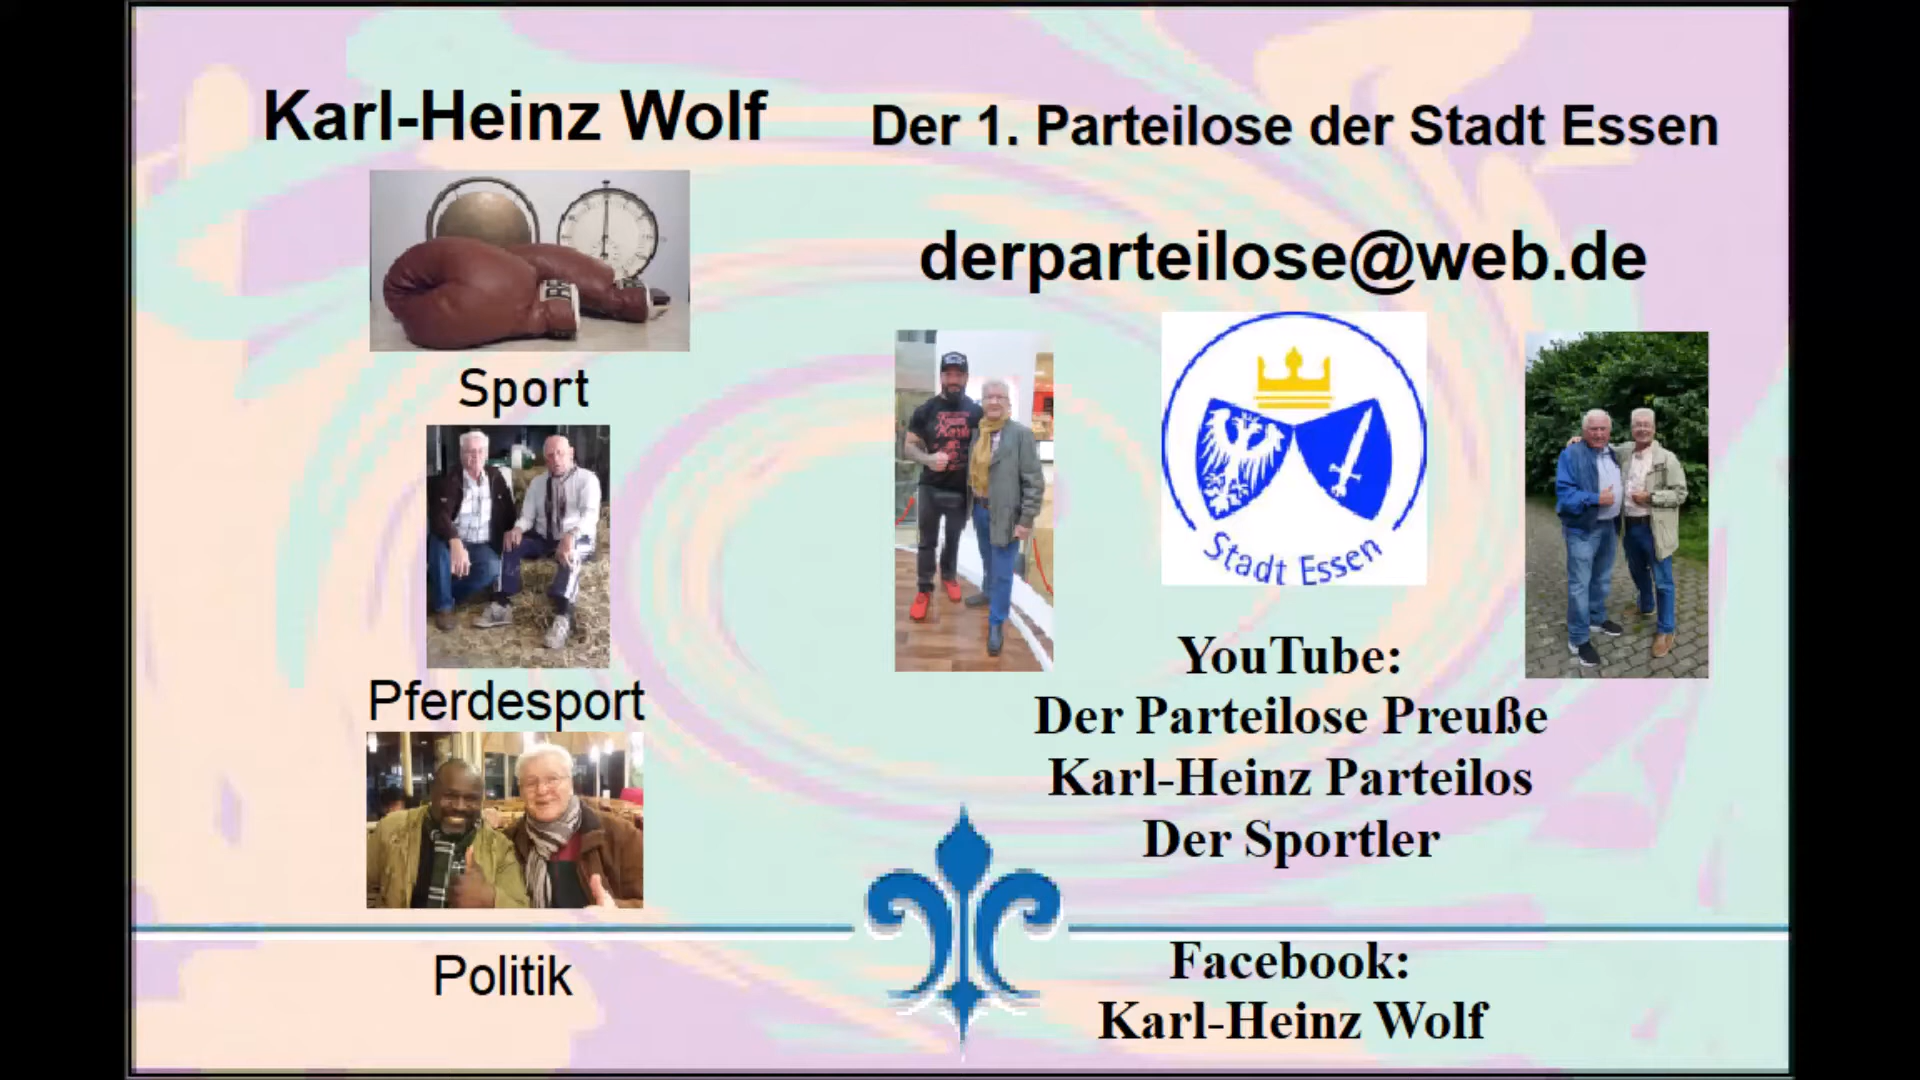 Karl-Heinz Wolf
Der 1. Parteilose der Stadt Essen
derparteilose@web.de
Sport
Pferdesport
Politik
Stadt Essen
YouTube:
Der Parteilose Preuße
Karl-Heinz Parteilos
Der Sportler
Facebook:
Karl-Heinz Wolf